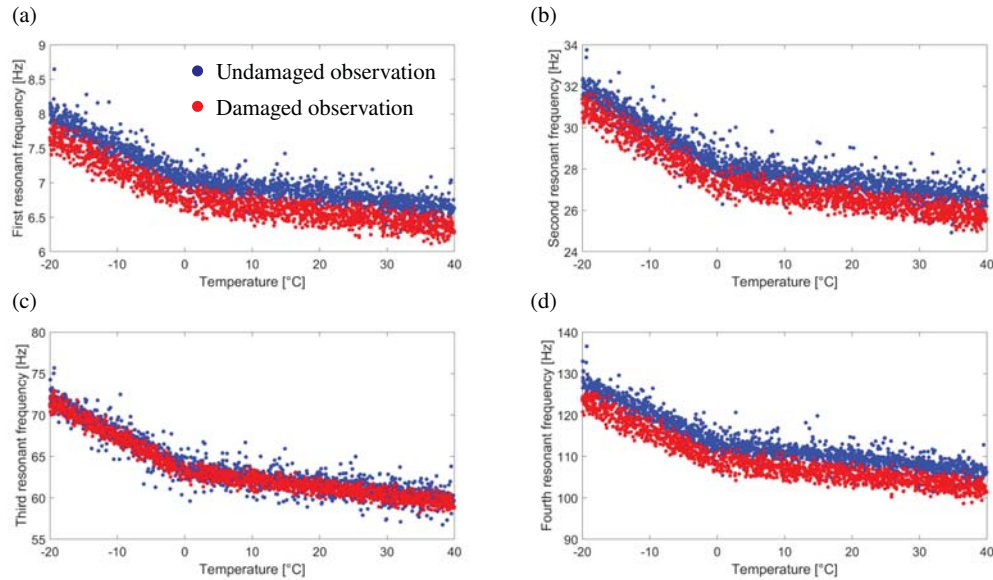 (a)
(b)
First resonant frequency [Hz]
9
8.5
8
7.5
7
6.5
6
Undamaged observation
Damaged observation
-20 -10 0 10 20 30 40
Temperature [°C]
Second resonant frequency [Hz]
34
32
30
28
26
24
-20 -10 0 10 20 30 40
Temperature [°C]
(c)
(d)
Third resonant frequency [Hz]
80
75
70
65
60
55
-20 -10 0 10 20 30 40
Temperature [°C]
Fourth resonant frequency [Hz]
140
130
120
110
100
90
-20 -10 0 10 20 30 40
Temperature [°C]